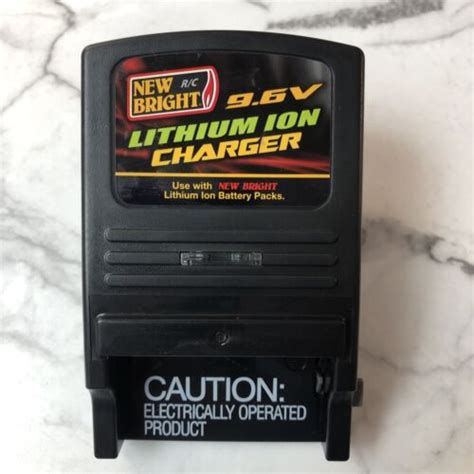 NEW R/C
BRIGHT
9.6V
LITHIUM ION
CHARGER
Use with NEW BRIGHT
Lithium Ion Battery Packs.
CAUTION:
ELECTRICALLY OPERATED
PRODUCT